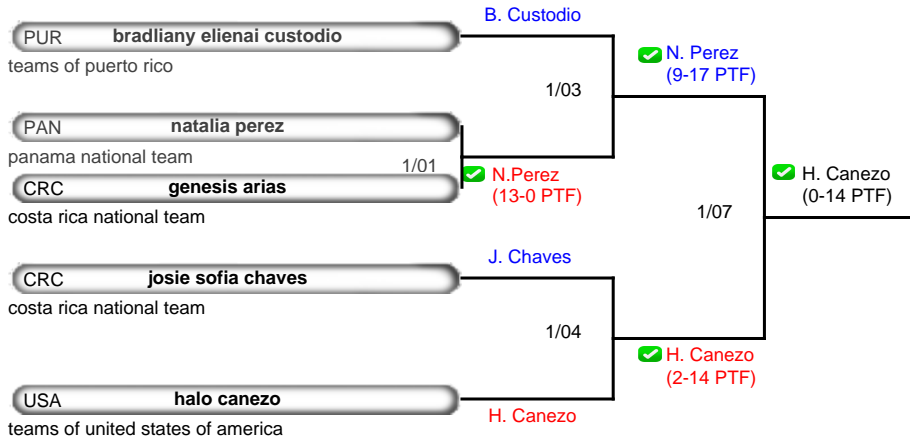 B. Custodio
PUR bradliany elienai custodio
teams of puerto rico
N. Perez
(9-17 PTF)
1/03
PAN natalia perez
panama national team
1/01
N.Perez
(13-0 PTF)
CRC genesis arias
costa rica national team
H. Canezo
(0-14 PTF)
1/07
J. Chaves
CRC josie sofia chaves
costa rica national team
1/04
H. Canezo
(2-14 PTF)
USA halo canezo
H. Canezo
teams of united states of america